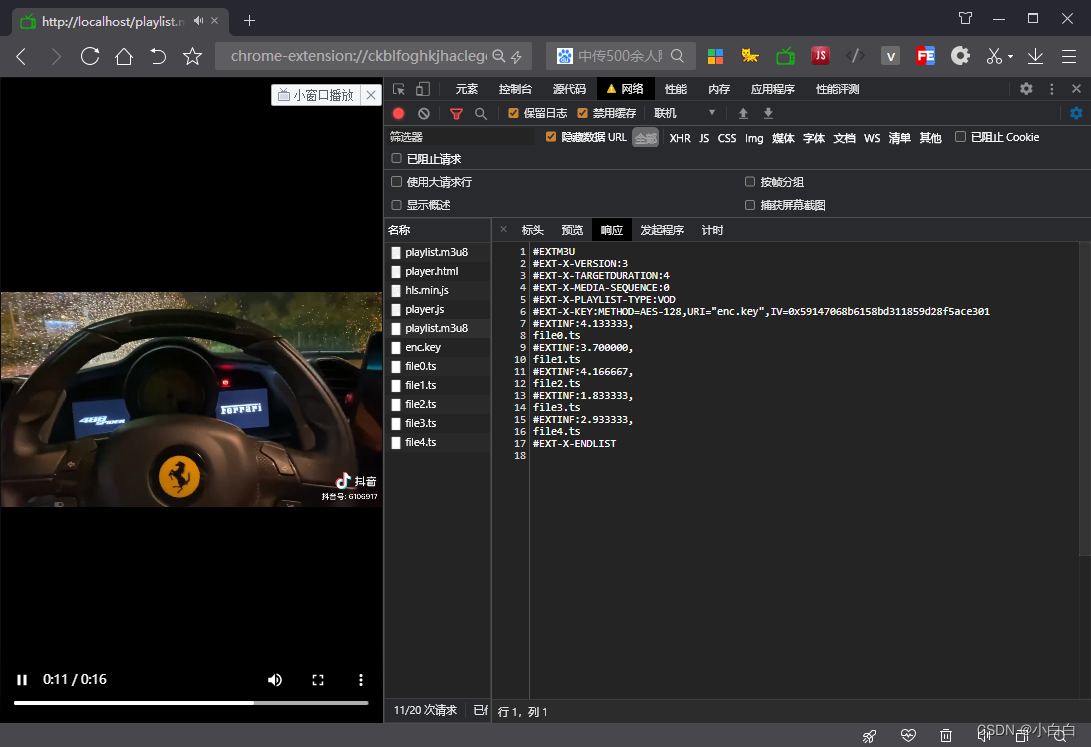 http://localhost/playlist.m
chrome-extension://ckblfoghkjhacleg
中传500余人
JS
V
FE
小窗口播放
元素 控制台 源代码 网络 性能 内存 应用程序 性能评测
保留日志 禁用缓存 联机
筛选器 隐藏数据 URL 全部 XHR JS CSS Img 媒体 字体 文档 WS 清单 其他 已阻止 Cookie
已阻止请求
使用大请求行 按帧分组
显示概述 捕获屏幕截图
名称
playlist.m3u8
player.html
hls.min.js
player.js
playlist.m3u8
enc.key
file0.ts
file1.ts
file2.ts
file3.ts
file4.ts
标头 预览 响应 发起程序 计时
1 #EXTM3U
2 #EXT-X-VERSION:3
3 #EXT-X-TARGETDURATION:4
4 #EXT-X-MEDIA-SEQUENCE:0
5 #EXT-X-PLAYLIST-TYPE:VOD
6 #EXT-X-KEY:METHOD=AES-128,URI="enc.key",IV=0x59147068b6158bd311859d28f5ace301
7 #EXTINF:4.133333,
8 file0.ts
9 #EXTINF:3.700000,
10 file1.ts
11 #EXTINF:4.166667,
12 file2.ts
13 #EXTINF:1.833333,
14 file3.ts
15 #EXTINF:2.933333,
16 file4.ts
17 #EXT-X-ENDLIST
18
488 SPIDER
Ferrari
抖音
抖音号: 6106917
0:11 / 0:16
11/20 次请求
行 1，列 1
CSDN @小白白